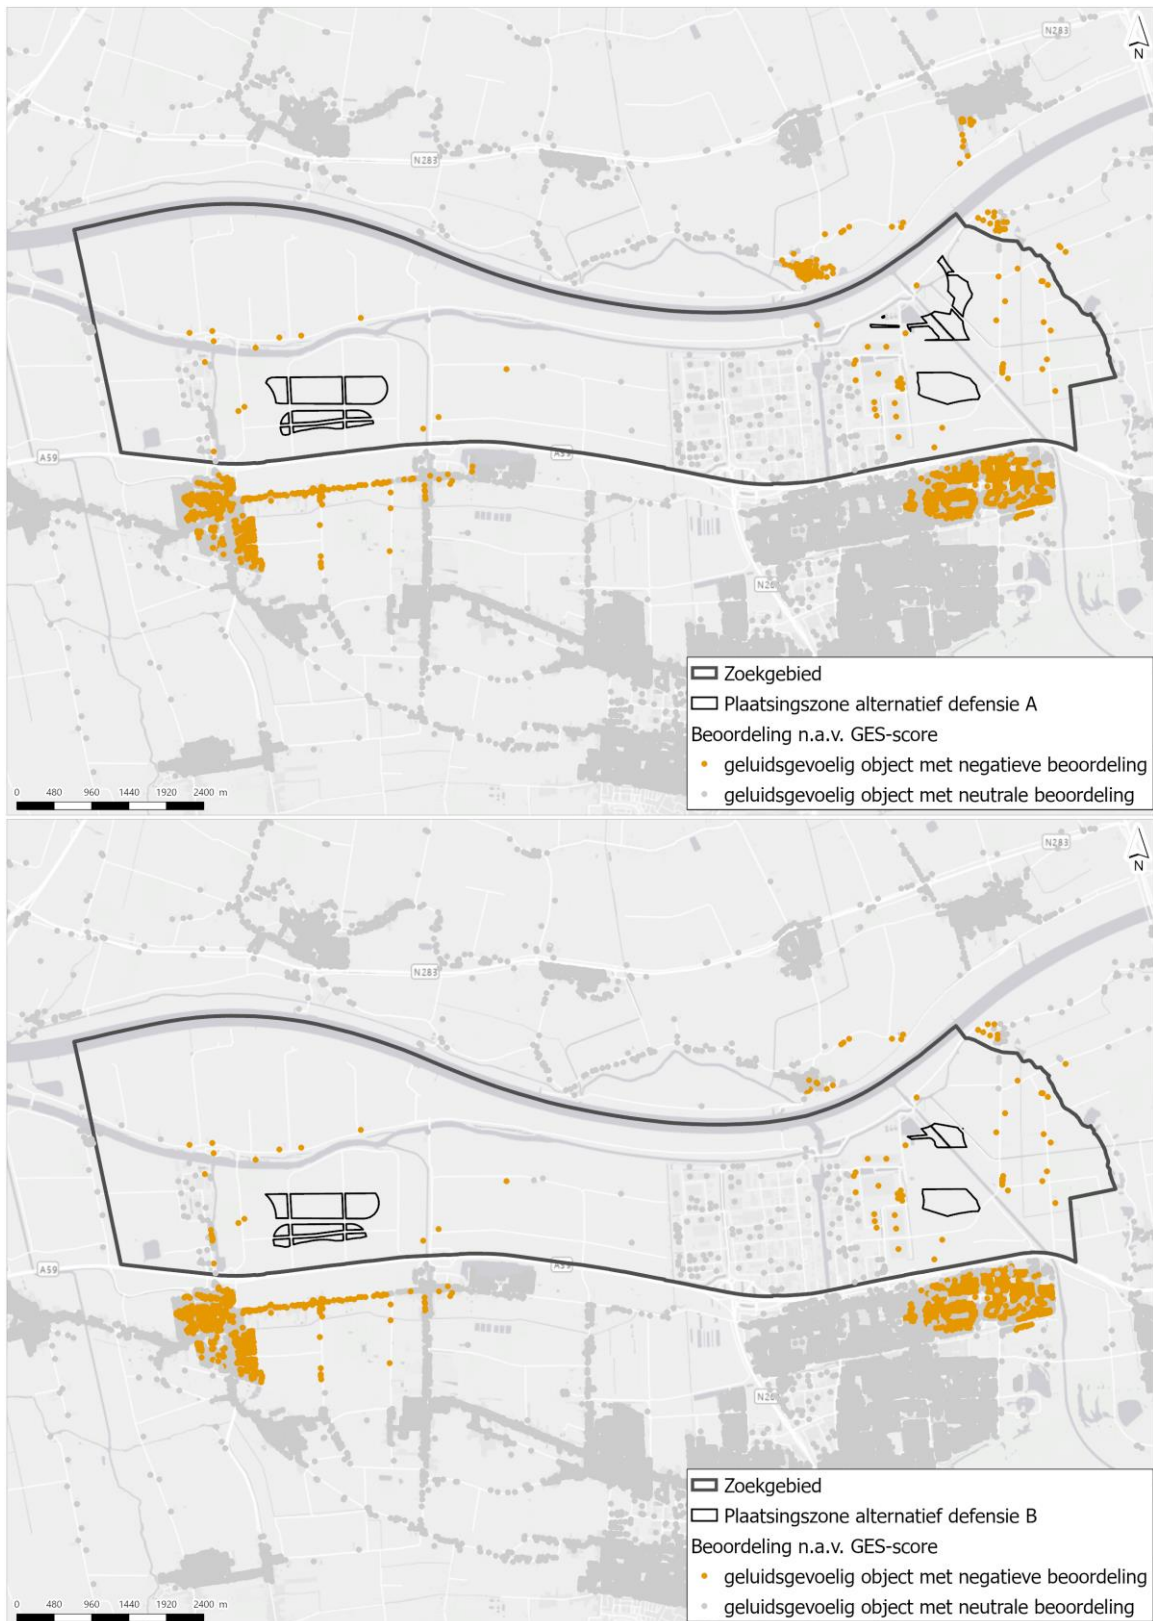 N283
N
N283
A59
A59
N26
Zoekgebied
Plaatsingszone alternatief defensie A
Beoordeling n.a.v. GES-score
geluidsgevoelig object met negatieve beoordeling
geluidsgevoelig object met neutrale beoordeling
0 480 960 1440 1920 2400 m
N283
N
N283
A59
A59
N26
Zoekgebied
Plaatsingszone alternatief defensie B
Beoordeling n.a.v. GES-score
geluidsgevoelig object met negatieve beoordeling
geluidsgevoelig object met neutrale beoordeling
0 480 960 1440 1920 2400 m